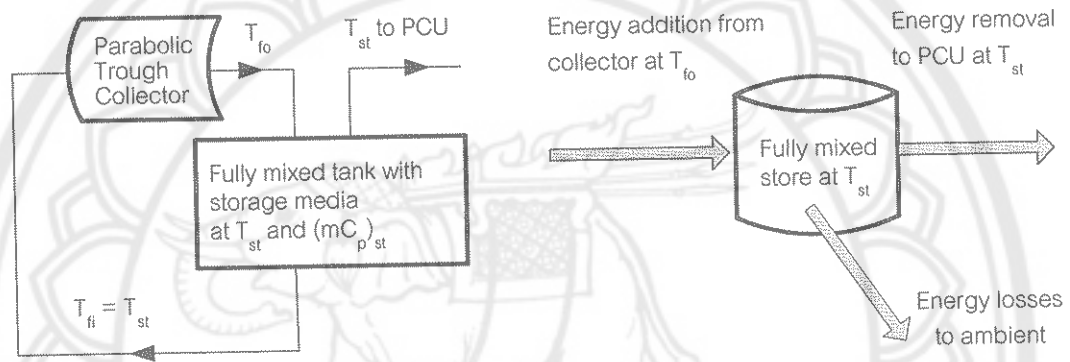 Parabolic
Trough
Collector
T_fo
T_st to PCU
Fully mixed tank with
storage media
at T_st and (mC_p)_st
T_fi = T_st
Energy addition from
collector at T_fo
Energy removal
to PCU at T_st
Fully mixed
store at T_st
Energy losses
to ambient